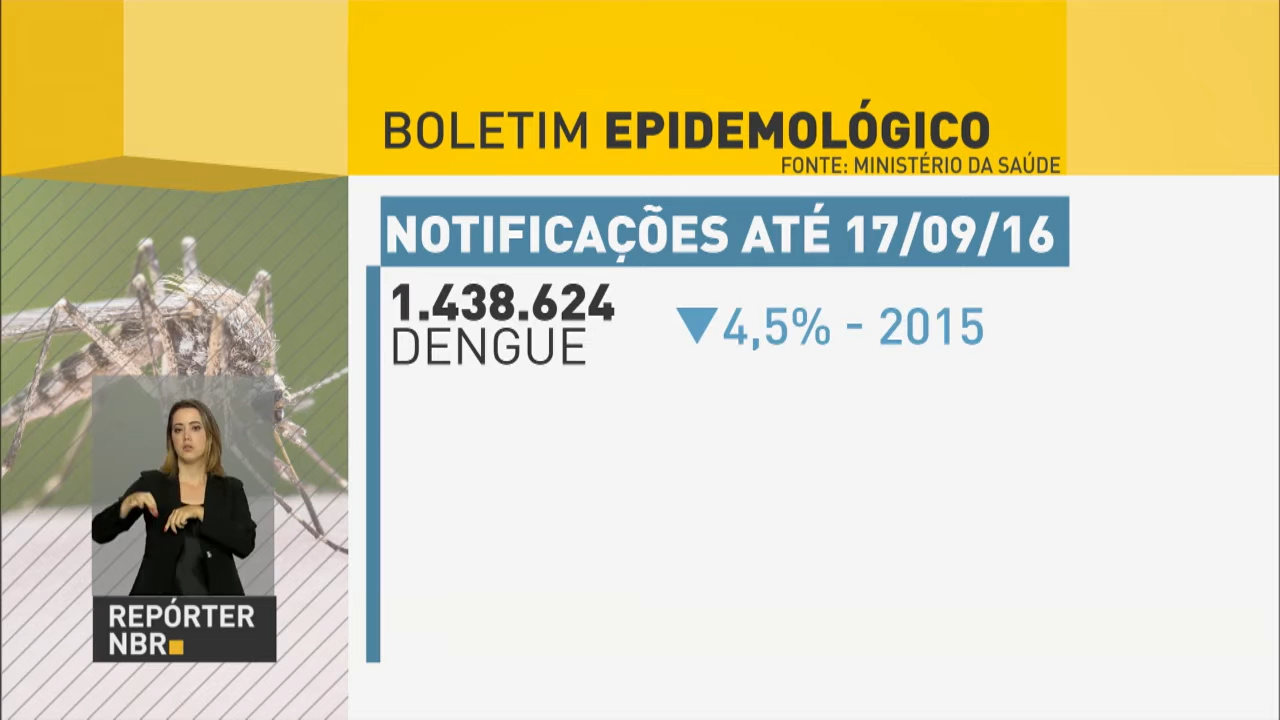 BOLETIM EPIDEMOLÓGICO
FONTE: MINISTÉRIO DA SAÚDE
NOTIFICAÇÕES ATÉ 17/09/16
1.438.624
DENGUE
▼4,5% - 2015
REPÓRTER
NBR